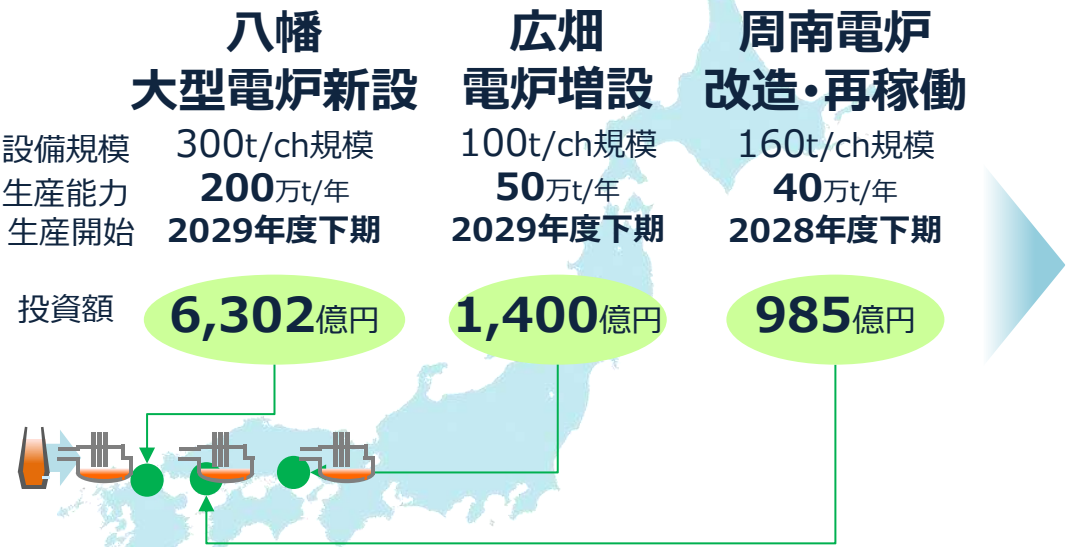 八幡
大型電炉新設
広畑
電炉増設
周南電炉
改造・再稼働
設備規模 300t/ch規模 100t/ch規模 160t/ch規模
生産能力 200万t/年 50万t/年 40万t/年
生産開始 2029年度下期 2029年度下期 2028年度下期
投資額 6,302億円 1,400億円 985億円